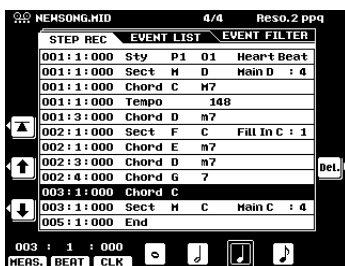 NEWSONG.MID 4/4 Reso.2 ppq
STEP REC EVENT LIST EVENT FILTER
001:1:000 Sty P1 01 Heart Beat
001:1:000 Sect M D Main D : 4
001:1:000 Chord C M7
001:1:000 Tempo 148
001:3:000 Chord D m7
002:1:000 Sect F C Fill In C : 1
002:1:000 Chord E m7
002:3:000 Chord D m7
002:4:000 Chord G 7
003:1:000 Chord C
003:1:000 Sect M C Main C : 4
005:1:000 End
Del.
003 : 1 : 000
MEAS. BEAT CLK